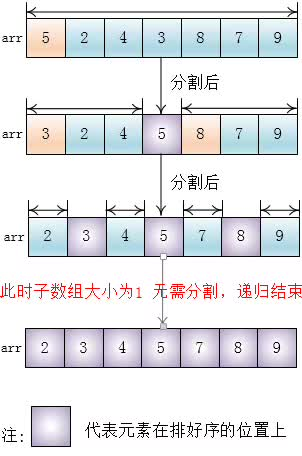 arr 5 2 4 3 8 7 9
分割后
arr 3 2 4 5 8 7 9
分割后
arr 2 3 4 5 7 8 9
此时子数组大小为1 无需分割，递归结束
arr 2 3 4 5 7 8 9
注: 代表元素在排好序的位置上